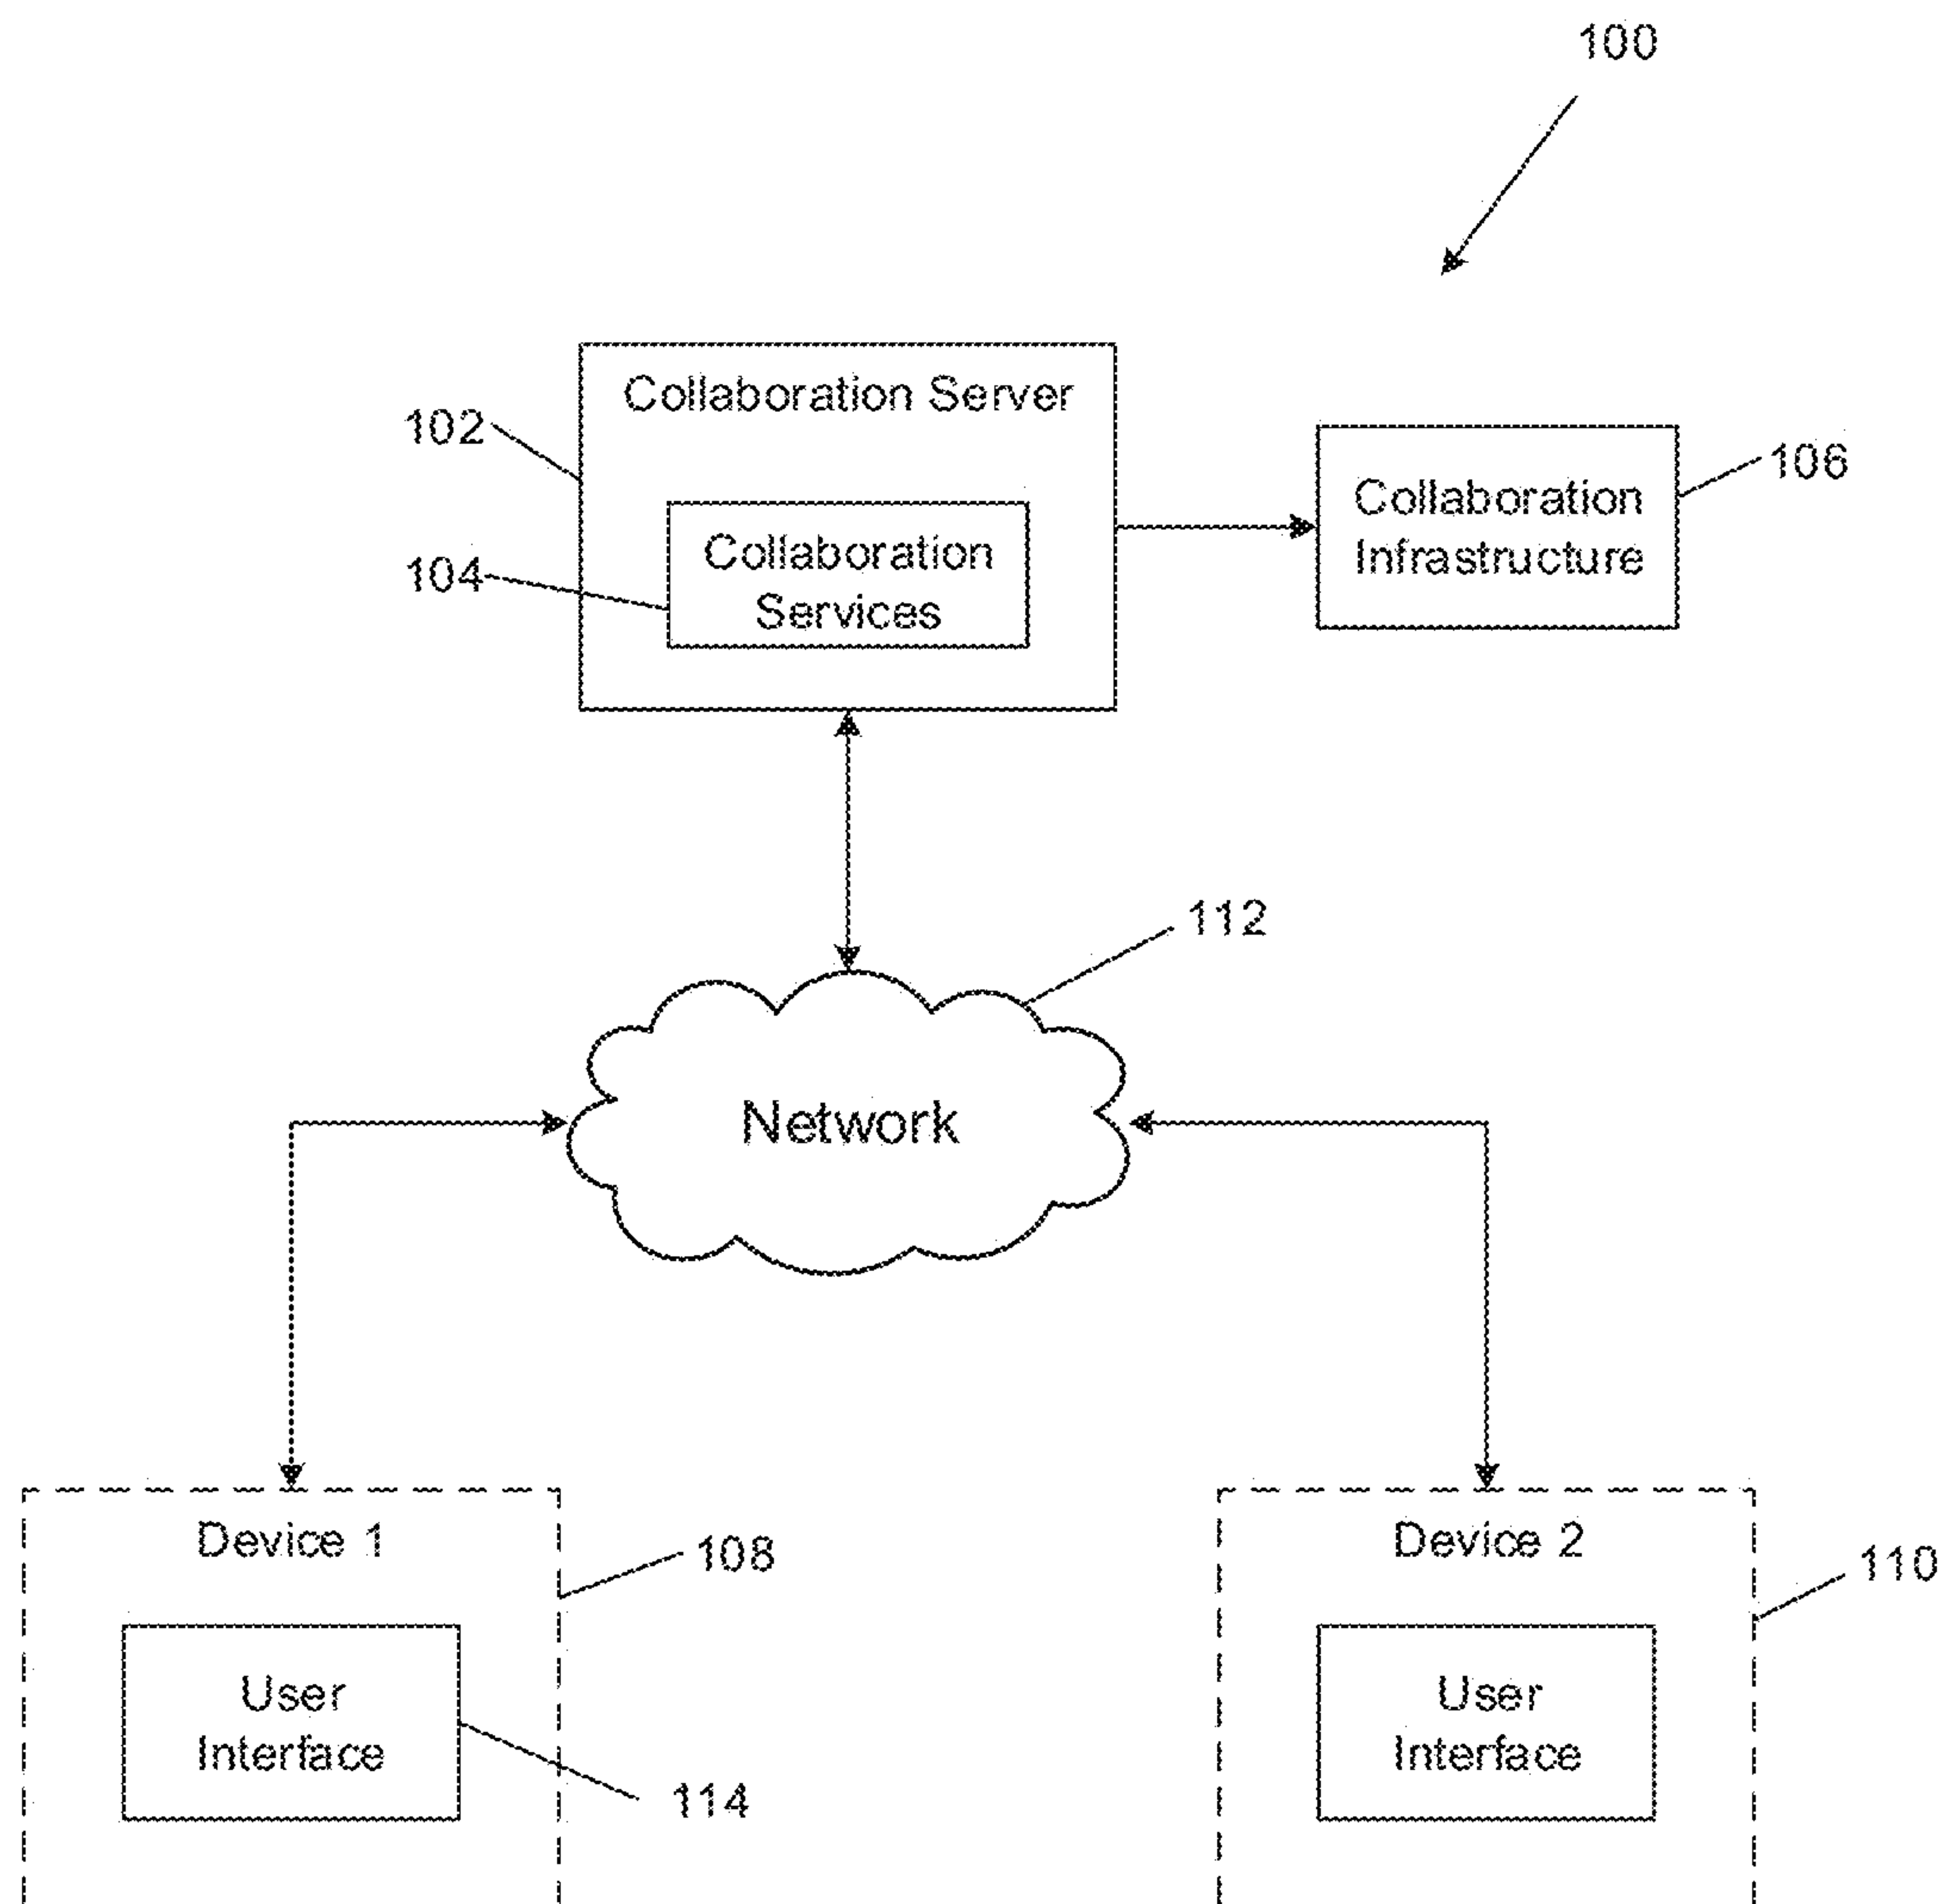 100
Collaboration Server
102
106
Collaboration
Infrastructure
Collaboration
Services
104
112
Network
Device 1
108
User
Interface
114
Device 2
110
User
Interface